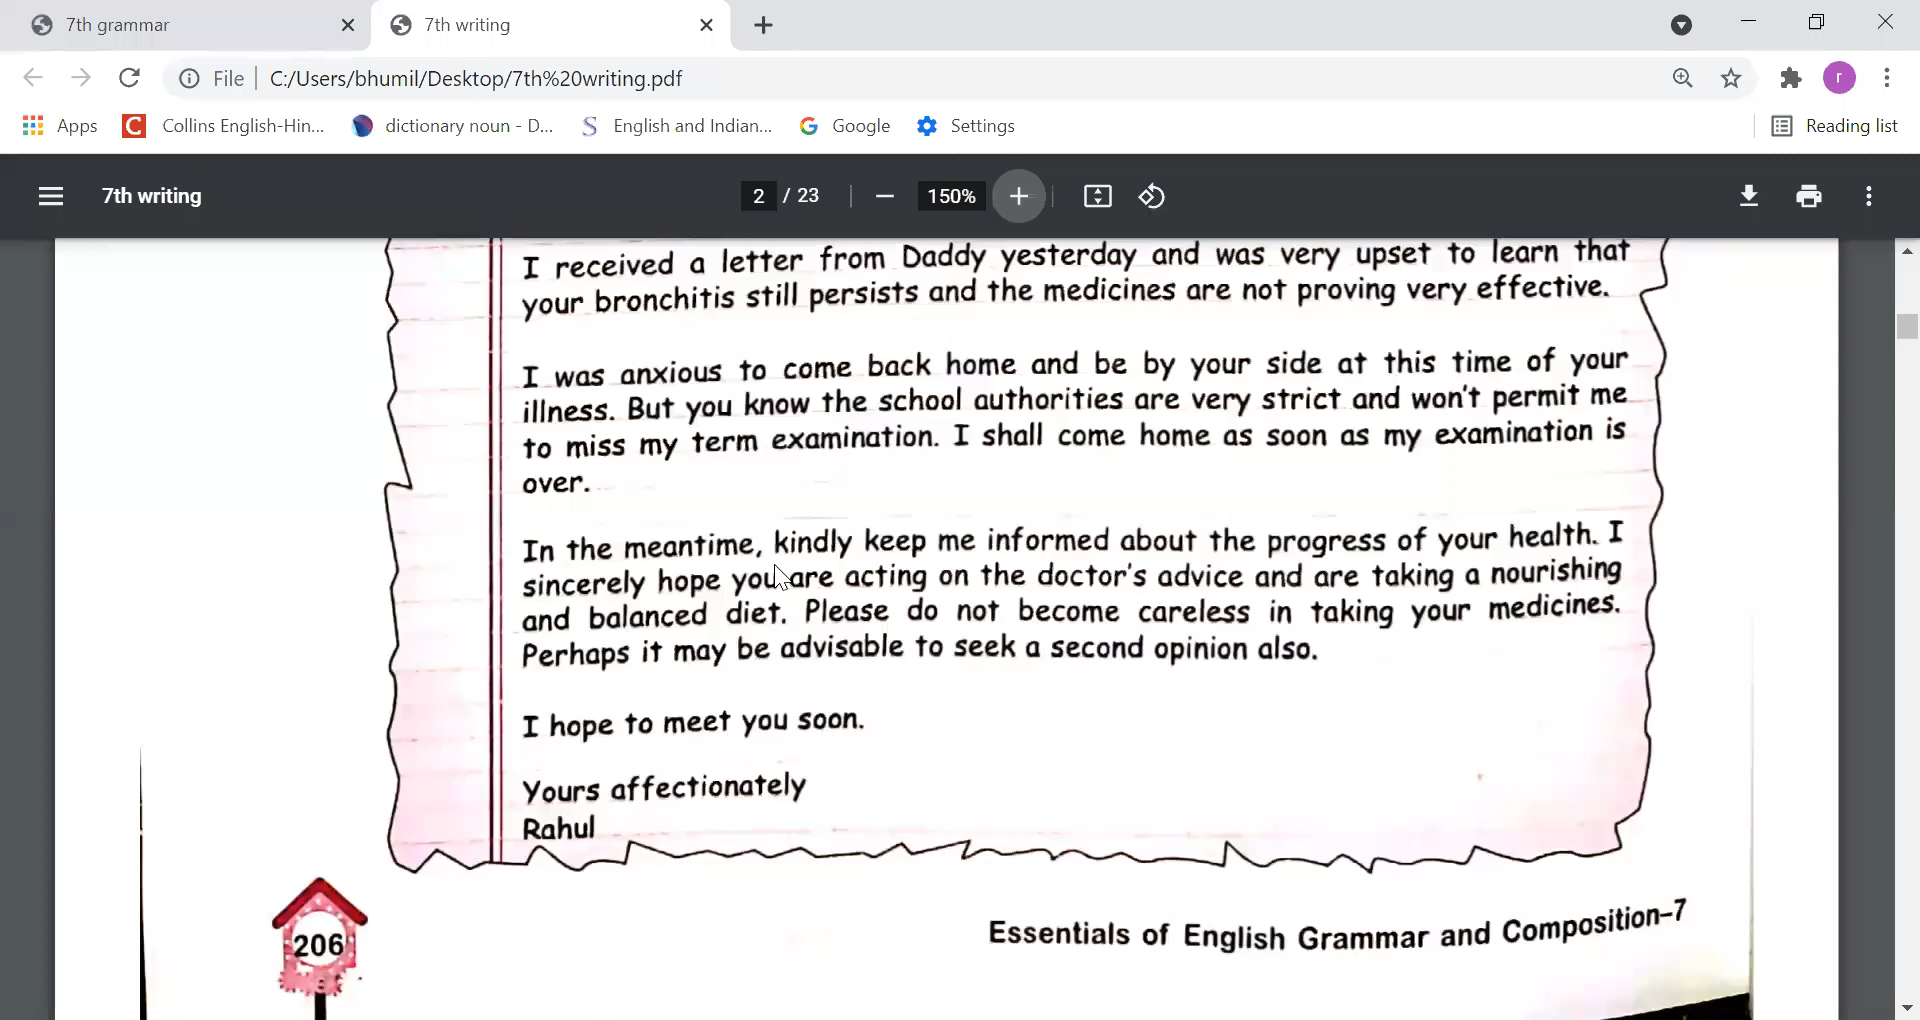 7th grammar
7th writing
File
C:/Users/bhumil/Desktop/7th%20writing.pdf
r
Apps
Collins English-Hin...
dictionary noun - D...
English and Indian...
Google
Settings
Reading list
7th writing
2 / 23
150%
I received a letter from Daddy yesterday and was very upset to learn that
your bronchitis still persists and the medicines are not proving very effective.
I was anxious to come back home and be by your side at this time of your
illness. But you know the school authorities are very strict and won't permit me
to miss my term examination. I shall come home as soon as my examination is
over.
In the meantime, kindly keep me informed about the progress of your health. I
sincerely hope you are acting on the doctor's advice and are taking a nourishing
and balanced diet. Please do not become careless in taking your medicines.
Perhaps it may be advisable to seek a second opinion also.
I hope to meet you soon.
Yours affectionately
Rahul
206
Essentials of English Grammar and Composition-7